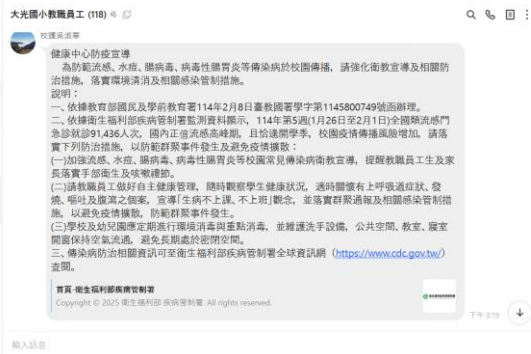 大光國小教職員工 (118)
校護吳淑華
健康中心防疫宣導
為防範流感、水痘、腸病毒、病毒性腸胃炎等傳染病於校園傳播，請強化衛教宣導及相關防
治措施，落實環境清消及相關感染管制措施。
說明：
一、依據教育部國民及學前教育署114年2月8日臺教國署學字第1145800749號函辦理。
二、依據衛生福利部疾病管制署監測資料顯示，114年第5週(1月26日至2月1日)全國類流感門
急診就診91,436人次，國內正值流感高峰期，且恰逢開學季，校園疫情傳播風險增加，請落
實下列防治措施，以防範群聚事件發生及避免疫情擴散：
(一)加強流感、水痘、腸病毒、病毒性腸胃炎等校園常見傳染病衛教宣導，提醒教職員工生及家
長落實手部衛生及咳嗽禮節。
(二)請教職員工做好自主健康管理，隨時觀察學生健康狀況，適時關懷有上呼吸道症狀、發
燒、嘔吐及腹瀉之個案，宣導「生病不上課、不上班」觀念，並落實群聚通報及相關感染管制措
施，以避免疫情擴散，防範群聚事件發生。
(三)學校及幼兒園應定期進行環境消毒與重點消毒，並維護洗手設備，公共空間、教室、寢室
開窗保持空氣流通，避免長期處於密閉空間。
三、傳染病防治相關資訊可至衛生福利部疾病管制署全球資訊網（https://www.cdc.gov.tw/）
查閱。
首頁-衛生福利部疾病管制署
Copyright © 2025 衛生福利部 疾病管制署. All rights reserved.
下午 3:19
輸入訊息